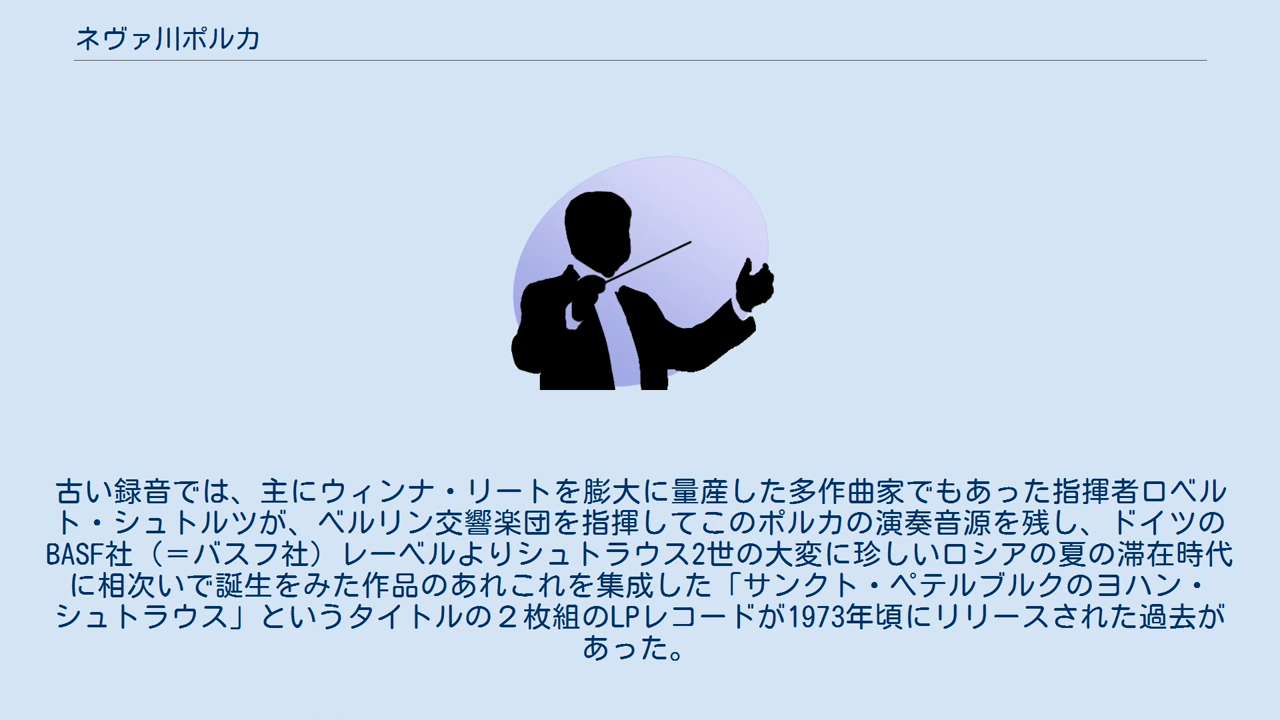 ネヴァ川ポルカ
古い録音では、主にウィンナ・リートを膨大に量産した多作曲家でもあった指揮者ロベル
ト・シュトルツが、ベルリン交響楽団を指揮してこのポルカの演奏音源を残し、ドイツの
BASF社（＝バスフ社）レーベルよりシュトラウス2世の大変に珍しいロシアの夏の滞在時代
に相次いで誕生をみた作品のあれこれを集成した「サンクト・ペテルブルクのヨハン・
シュトラウス」というタイトルの２枚組のLPレコードが1973年頃にリリースされた過去が
あった。